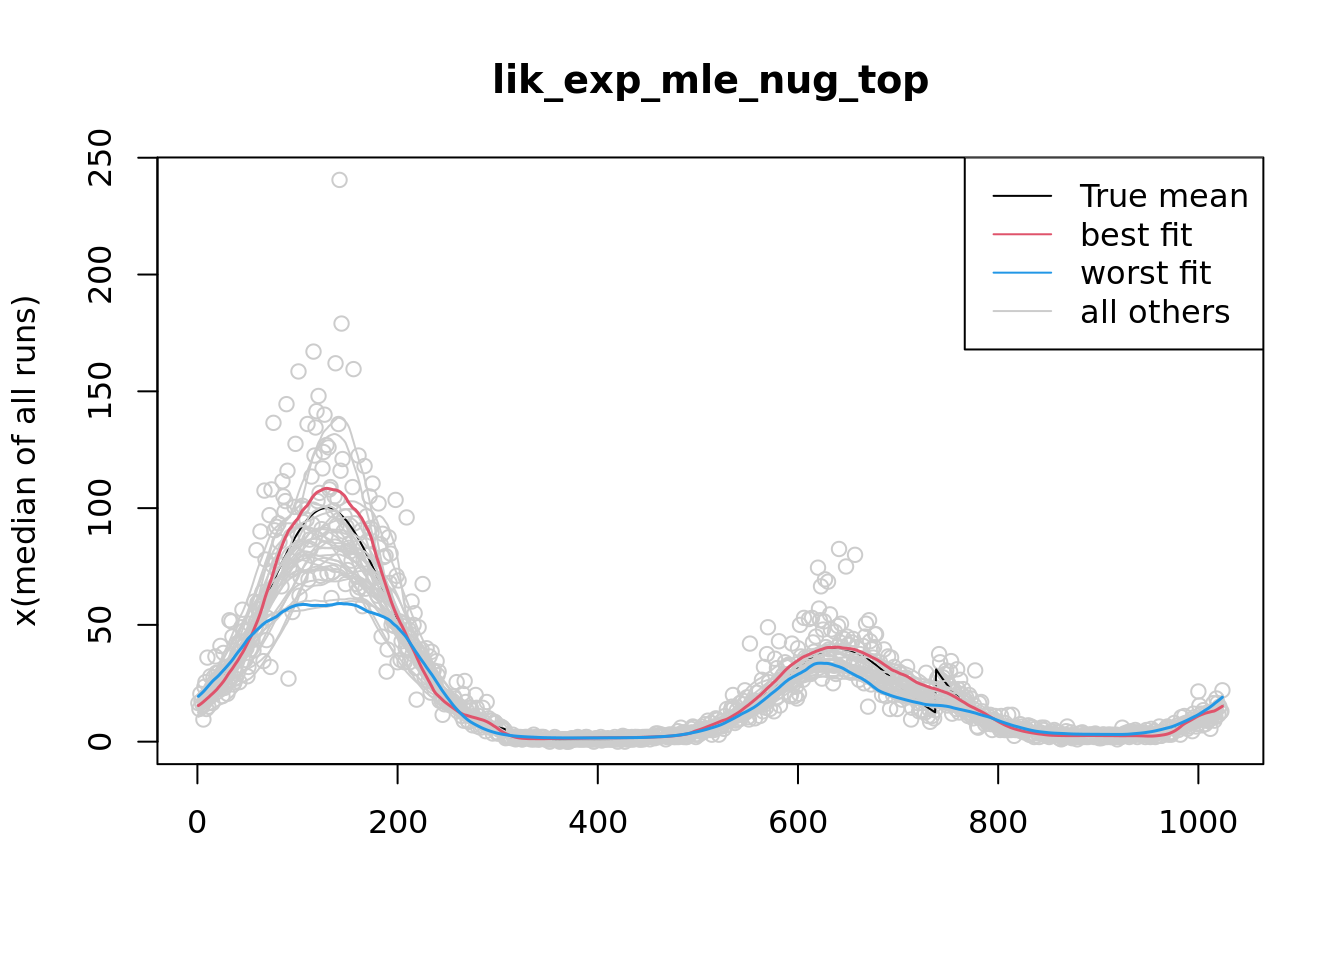 lik_exp_mle_nug_top
x(median of all runs)
250
200
150
100
50
0
0 200 400 600 800 1000
True mean
best fit
worst fit
all others